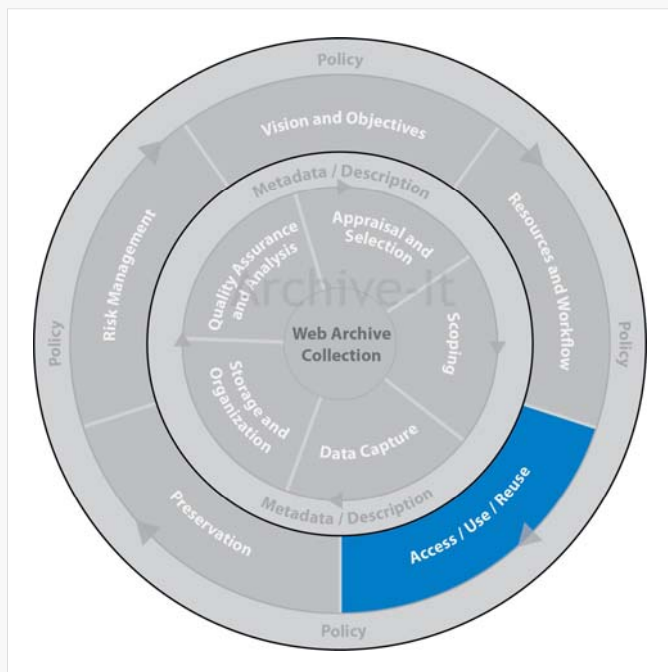 Policy
Vision and Objectives
Metadata / Description
Appraisal and
Selection
Quality Assurance
and Analysis
Resources and Workflow
Risk Management
Archive-It
Policy
Web Archive
Collection
Scoping
Policy
Storage and
Organization
Data Capture
Metadata / Description
Preservation
Access / Use / Reuse
Policy